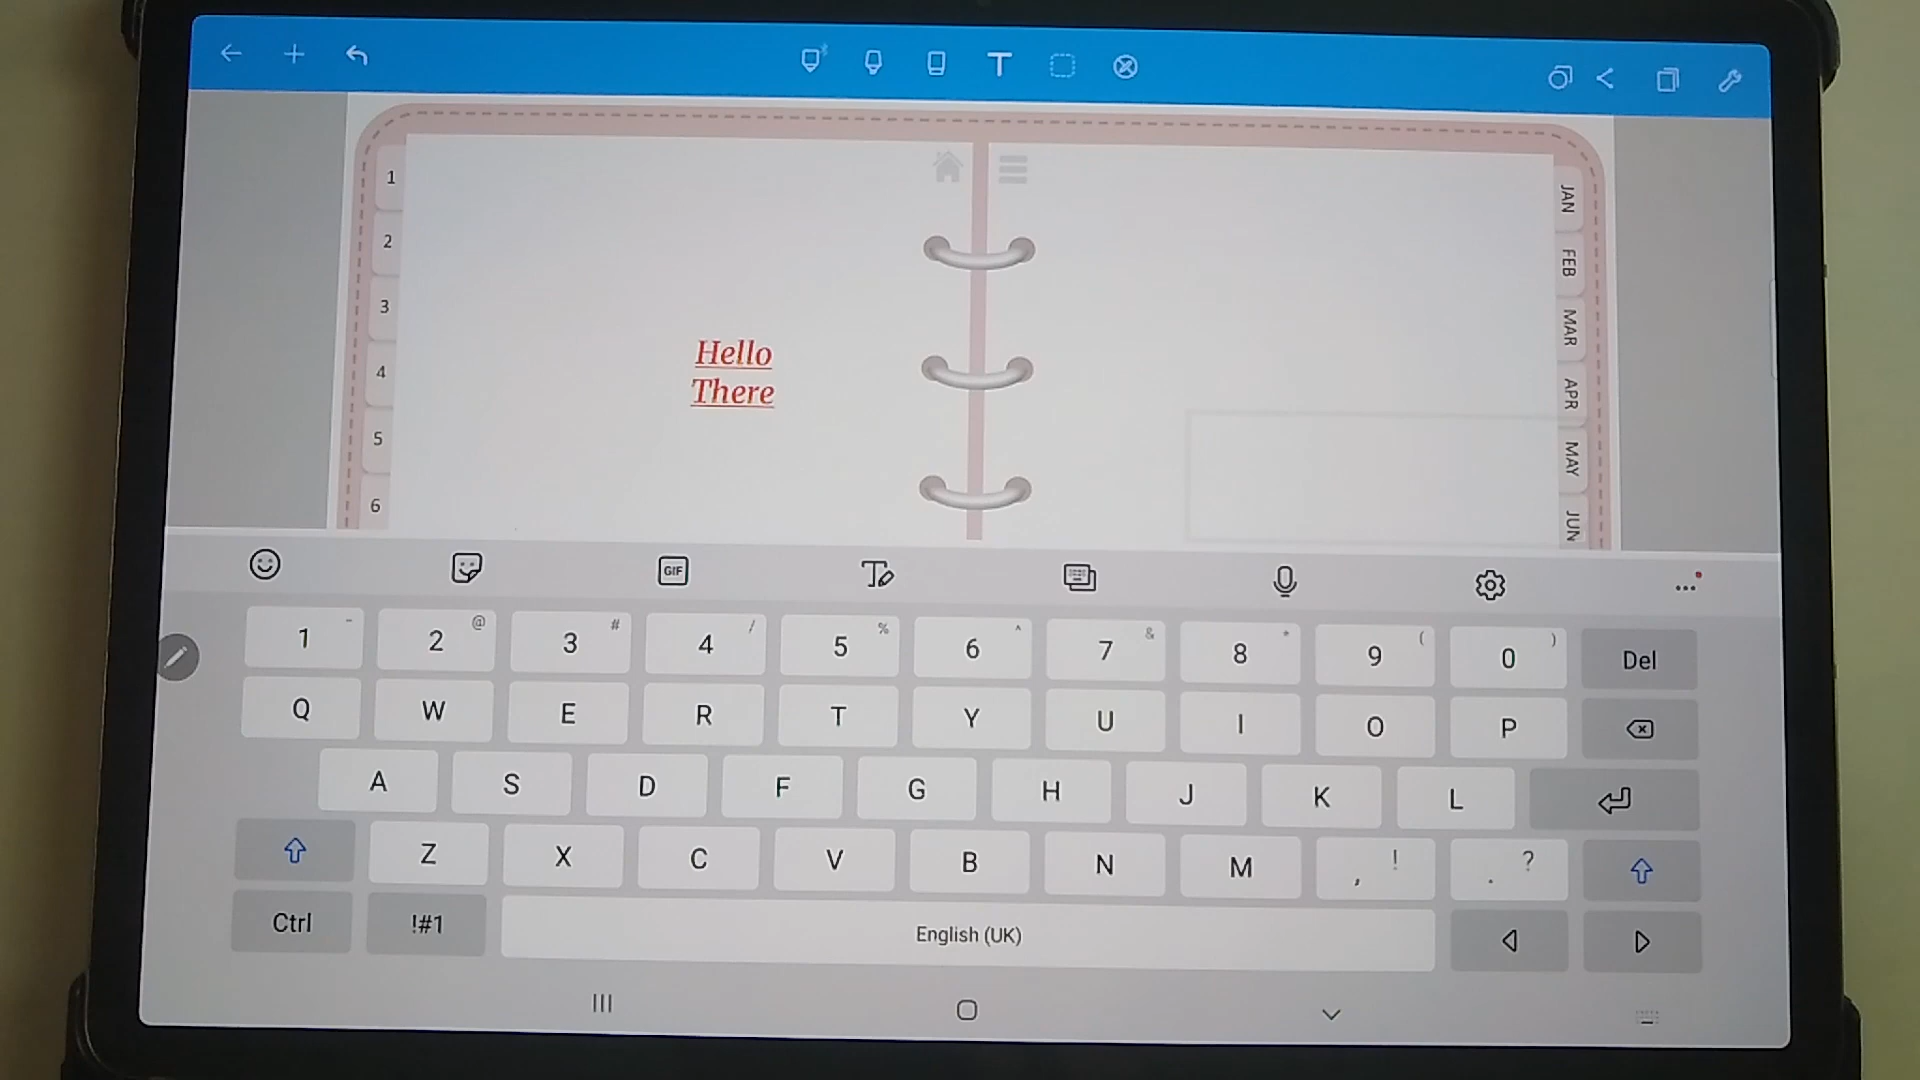 T
1
2
3
4
5
6
Hello
There
JAN
FEB
MAR
APR
MAY
JUN
GIF
T
1 -
2 @
3 #
4 /
5 %
6 ^
7 &
8 *
9 (
0 )
Del
Q W E R T Y U I O P
A S D F G H J K L
Z X C V B N M , ! . ?
Ctrl !#1 English (UK)